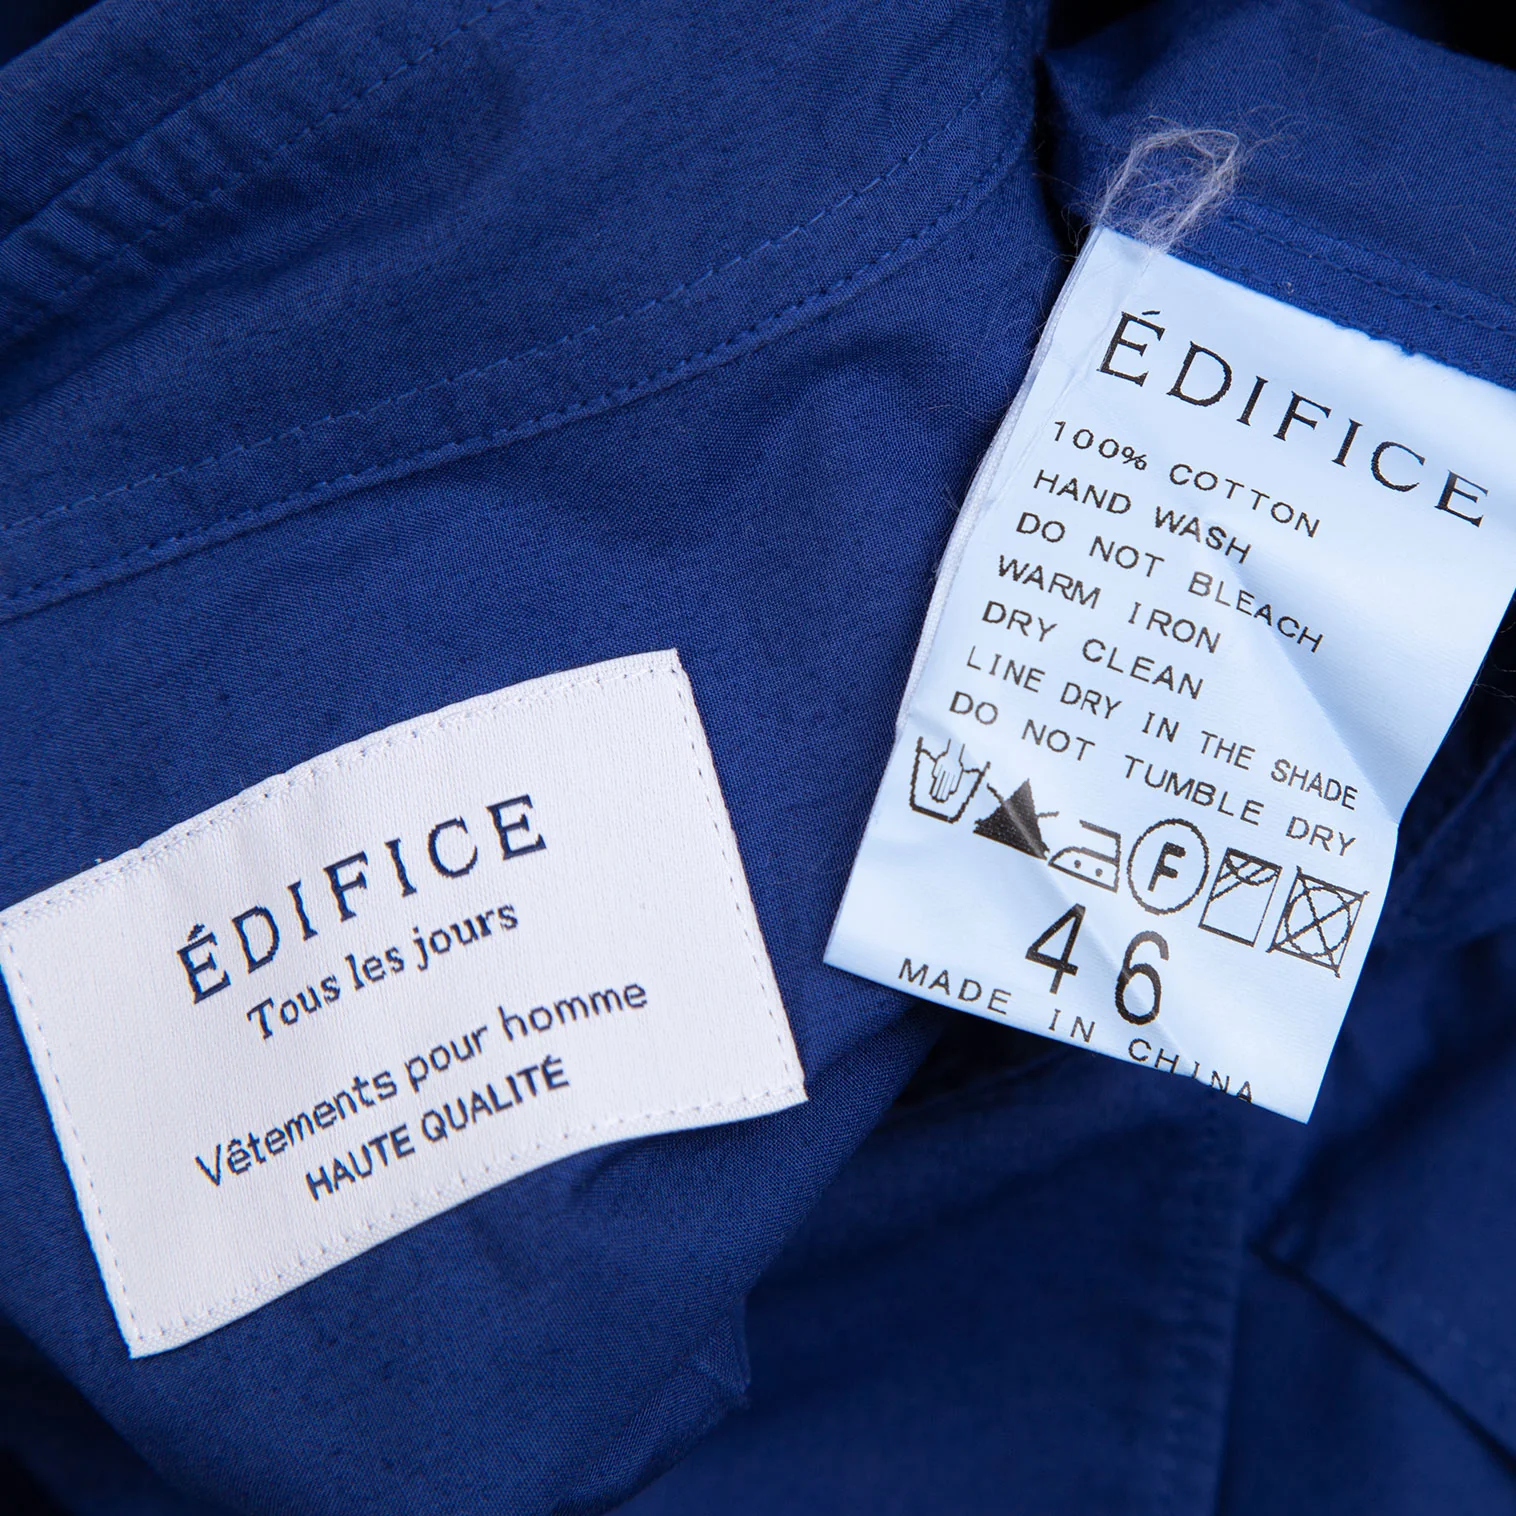 ÉDIFICE
Tous les jours
Vêtements pour homme
HAUTE QUALITÉ
ÉDIFICE
100% COTTON
HAND WASH
DO NOT BLEACH
WARM IRON
DRY CLEAN
LINE DRY IN THE SHADE
DO NOT TUMBLE DRY
F
46
MADE IN CHINA